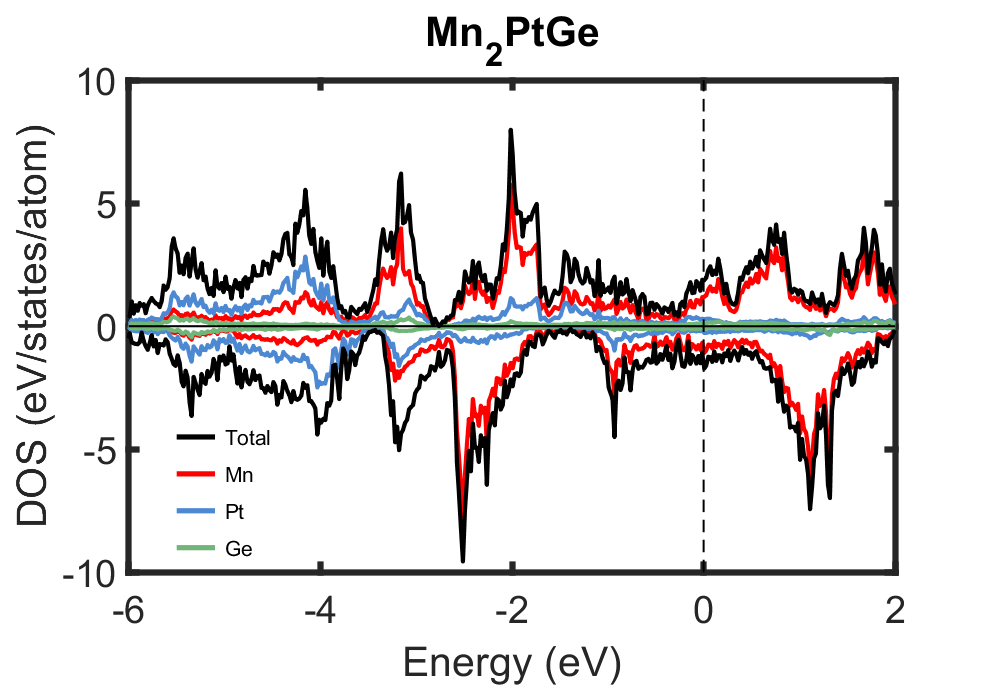 Mn₂PtGe
10
5
0
-5
-10
DOS (eV/states/atom)
Total
Mn
Pt
Ge
-6 -4 -2 0 2
Energy (eV)